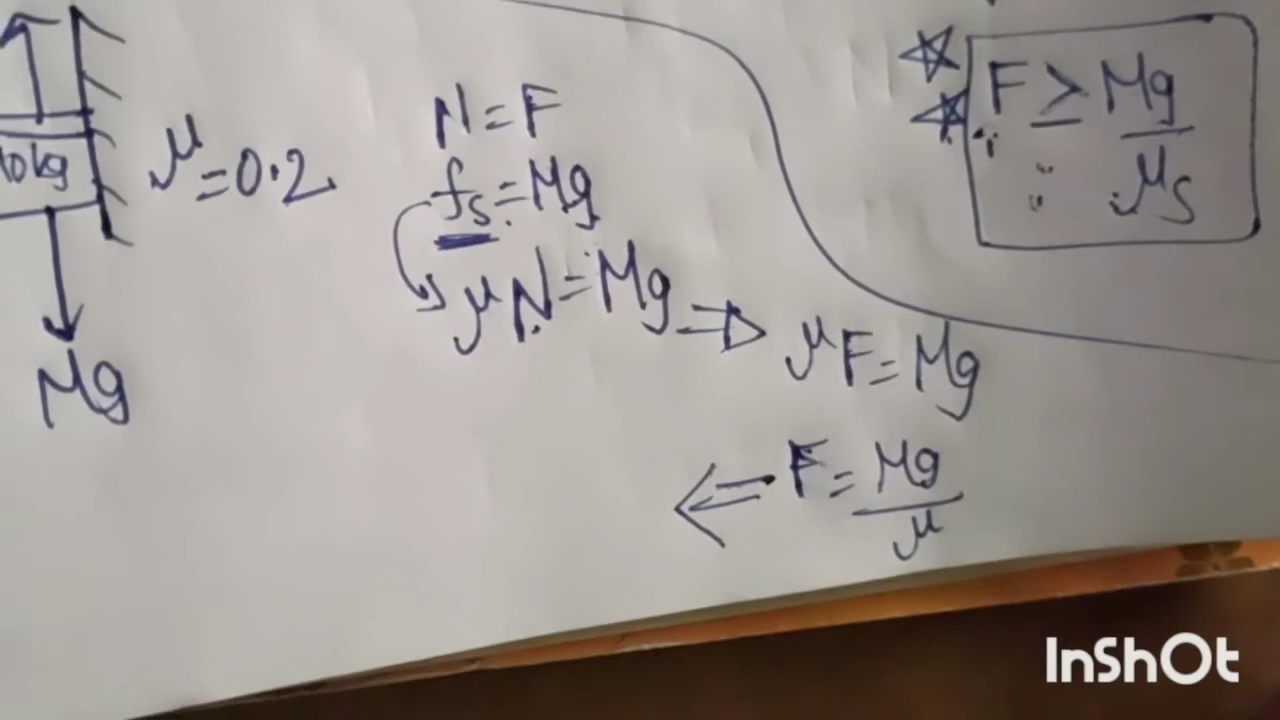 10kg
μ=0.2
Mg
N=F
fs=Mg
μN=Mg
⇒ μF=Mg
⇐ F=Mg/μ
F≥Mg/μs
InShOt